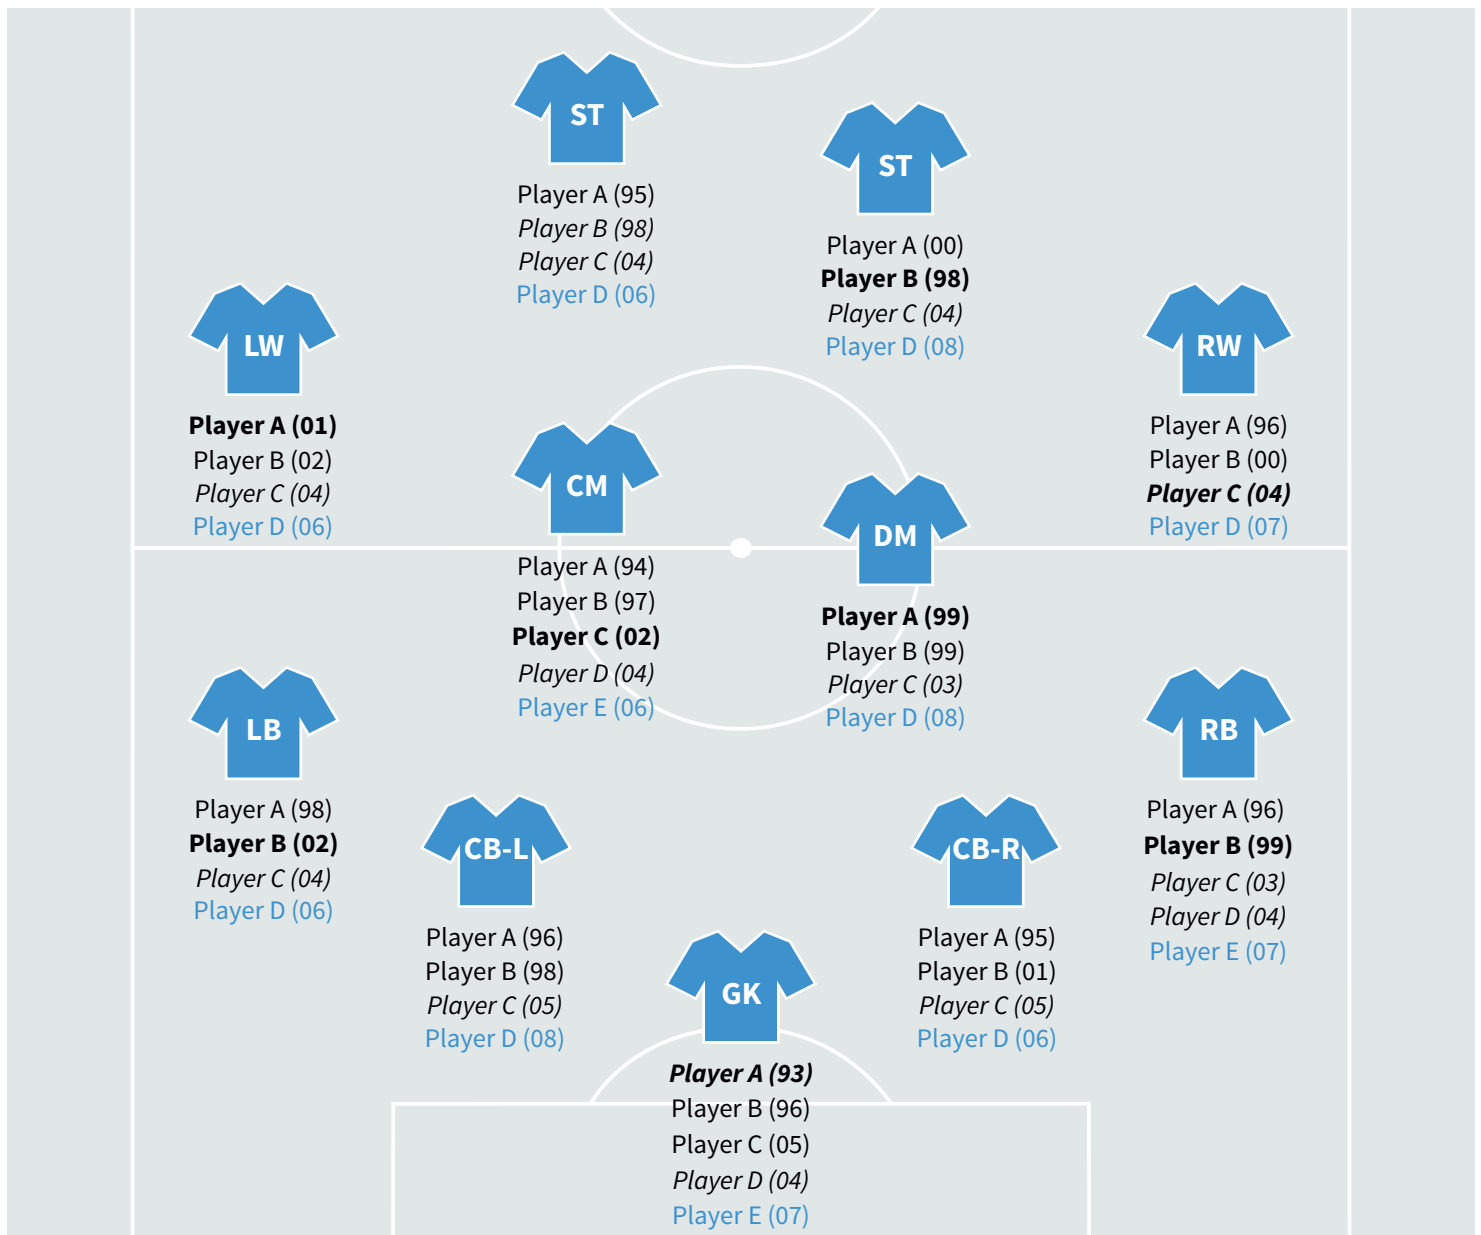 ST
Player A (95)
Player B (98)
Player C (04)
Player D (06)
ST
Player A (00)
Player B (98)
Player C (04)
Player D (08)
LW
Player A (01)
Player B (02)
Player C (04)
Player D (06)
RW
Player A (96)
Player B (00)
Player C (04)
Player D (07)
CM
Player A (94)
Player B (97)
Player C (02)
Player D (04)
Player E (06)
DM
Player A (99)
Player B (99)
Player C (03)
Player D (08)
LB
Player A (98)
Player B (02)
Player C (04)
Player D (06)
RB
Player A (96)
Player B (99)
Player C (03)
Player D (04)
Player E (07)
CB-L
Player A (96)
Player B (98)
Player C (05)
Player D (08)
CB-R
Player A (95)
Player B (01)
Player C (05)
Player D (06)
GK
Player A (93)
Player B (96)
Player C (05)
Player D (04)
Player E (07)